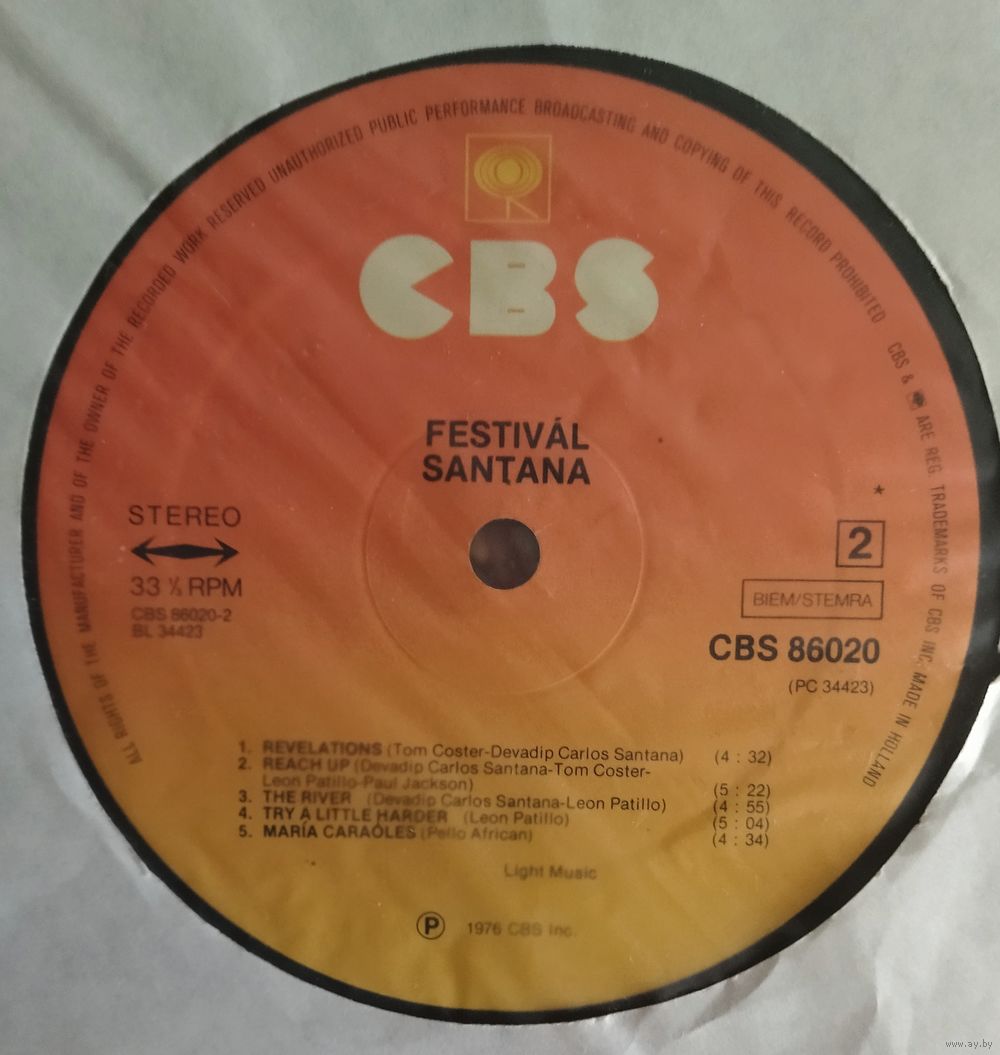 ALL RIGHTS OF THE MANUFACTURER AND OF THE OWNER OF THE RECORDED WORK RESERVED UNAUTHORIZED PUBLIC PERFORMANCE BROADCASTING AND COPYING OF THIS RECORD PROHIBITED
CBS & ARE REG. TRADEMARKS OF CBS INC. MADE IN HOLLAND
CBS
FESTIVÁL
SANTANA
STEREO
33 ⅓ RPM
CBS 86020-2
BL 34423
*
2
BIEM/STEMRA
CBS 86020
(PC 34423)
1. REVELATIONS (Tom Coster-Devadip Carlos Santana) (4 : 32)
2. REACH UP (Devadip Carlos Santana-Tom Coster-
Leon Patillo-Paul Jackson) (5 : 22)
3. THE RIVER (Devadip Carlos Santana-Leon Patillo) (4 : 55)
4. TRY A LITTLE HARDER (Leon Patillo) (5 : 04)
5. MARÍA CARAÓLES (Pello African) (4 : 34)
Light Music
Ⓟ 1976 CBS Inc.
www.ay.by